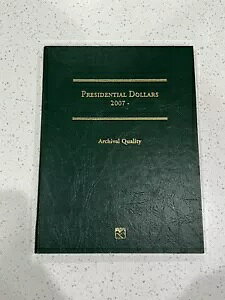 PRESIDENTIAL DOLLARS
2007 -
Archival Quality